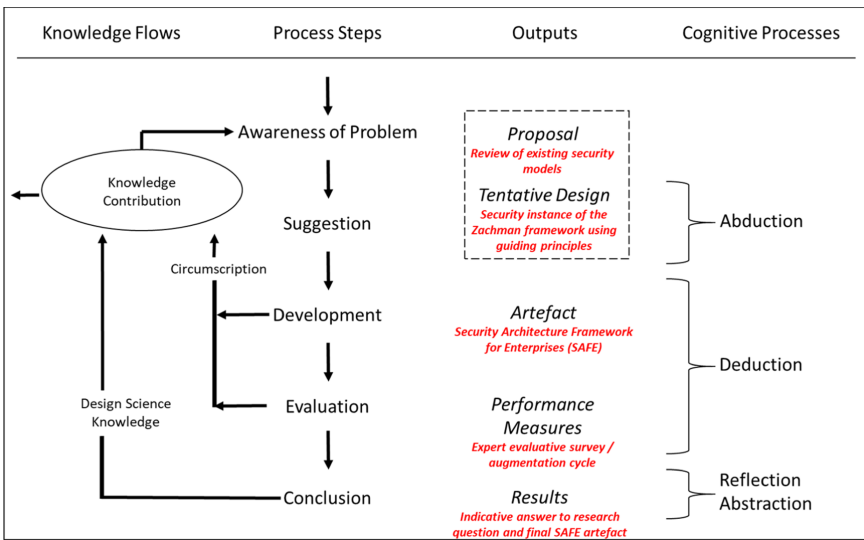 Knowledge Flows
Process Steps
Outputs
Cognitive Processes
Awareness of Problem
Proposal
Review of existing security
models
Knowledge
Contribution
Tentative Design
Security instance of the
Zachman framework using
guiding principles
Suggestion
Abduction
Circumscription
Development
Artefact
Security Architecture Framework
for Enterprises (SAFE)
Deduction
Design Science
Knowledge
Evaluation
Performance
Measures
Expert evaluative survey /
augmentation cycle
Conclusion
Results
Indicative answer to research
question and final SAFE artefact
Reflection
Abstraction